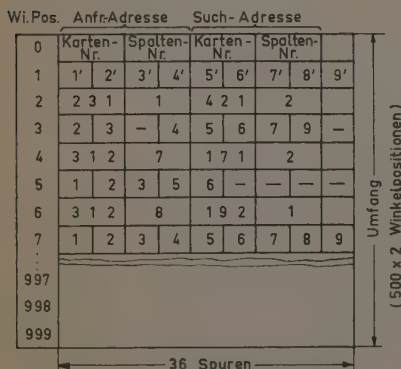 Wi.Pos. Anfr.-Adresse Such-Adresse
0 Karten-Nr. Spalten-Nr. Karten-Nr. Spalten-Nr.
1 1' 2' 3' 4' 5' 6' 7' 8' 9'
2 2 3 1 1 4 2 1 2
3 2 3 — 4 5 6 7 9 —
4 3 1 2 7 1 7 1 2
5 1 2 3 5 6 — — — —
6 3 1 2 8 1 9 2 1
7 1 2 3 4 5 6 7 8 9
997
998
999
36 Spuren
Umfang
(500 x 2 Winkelpositionen)